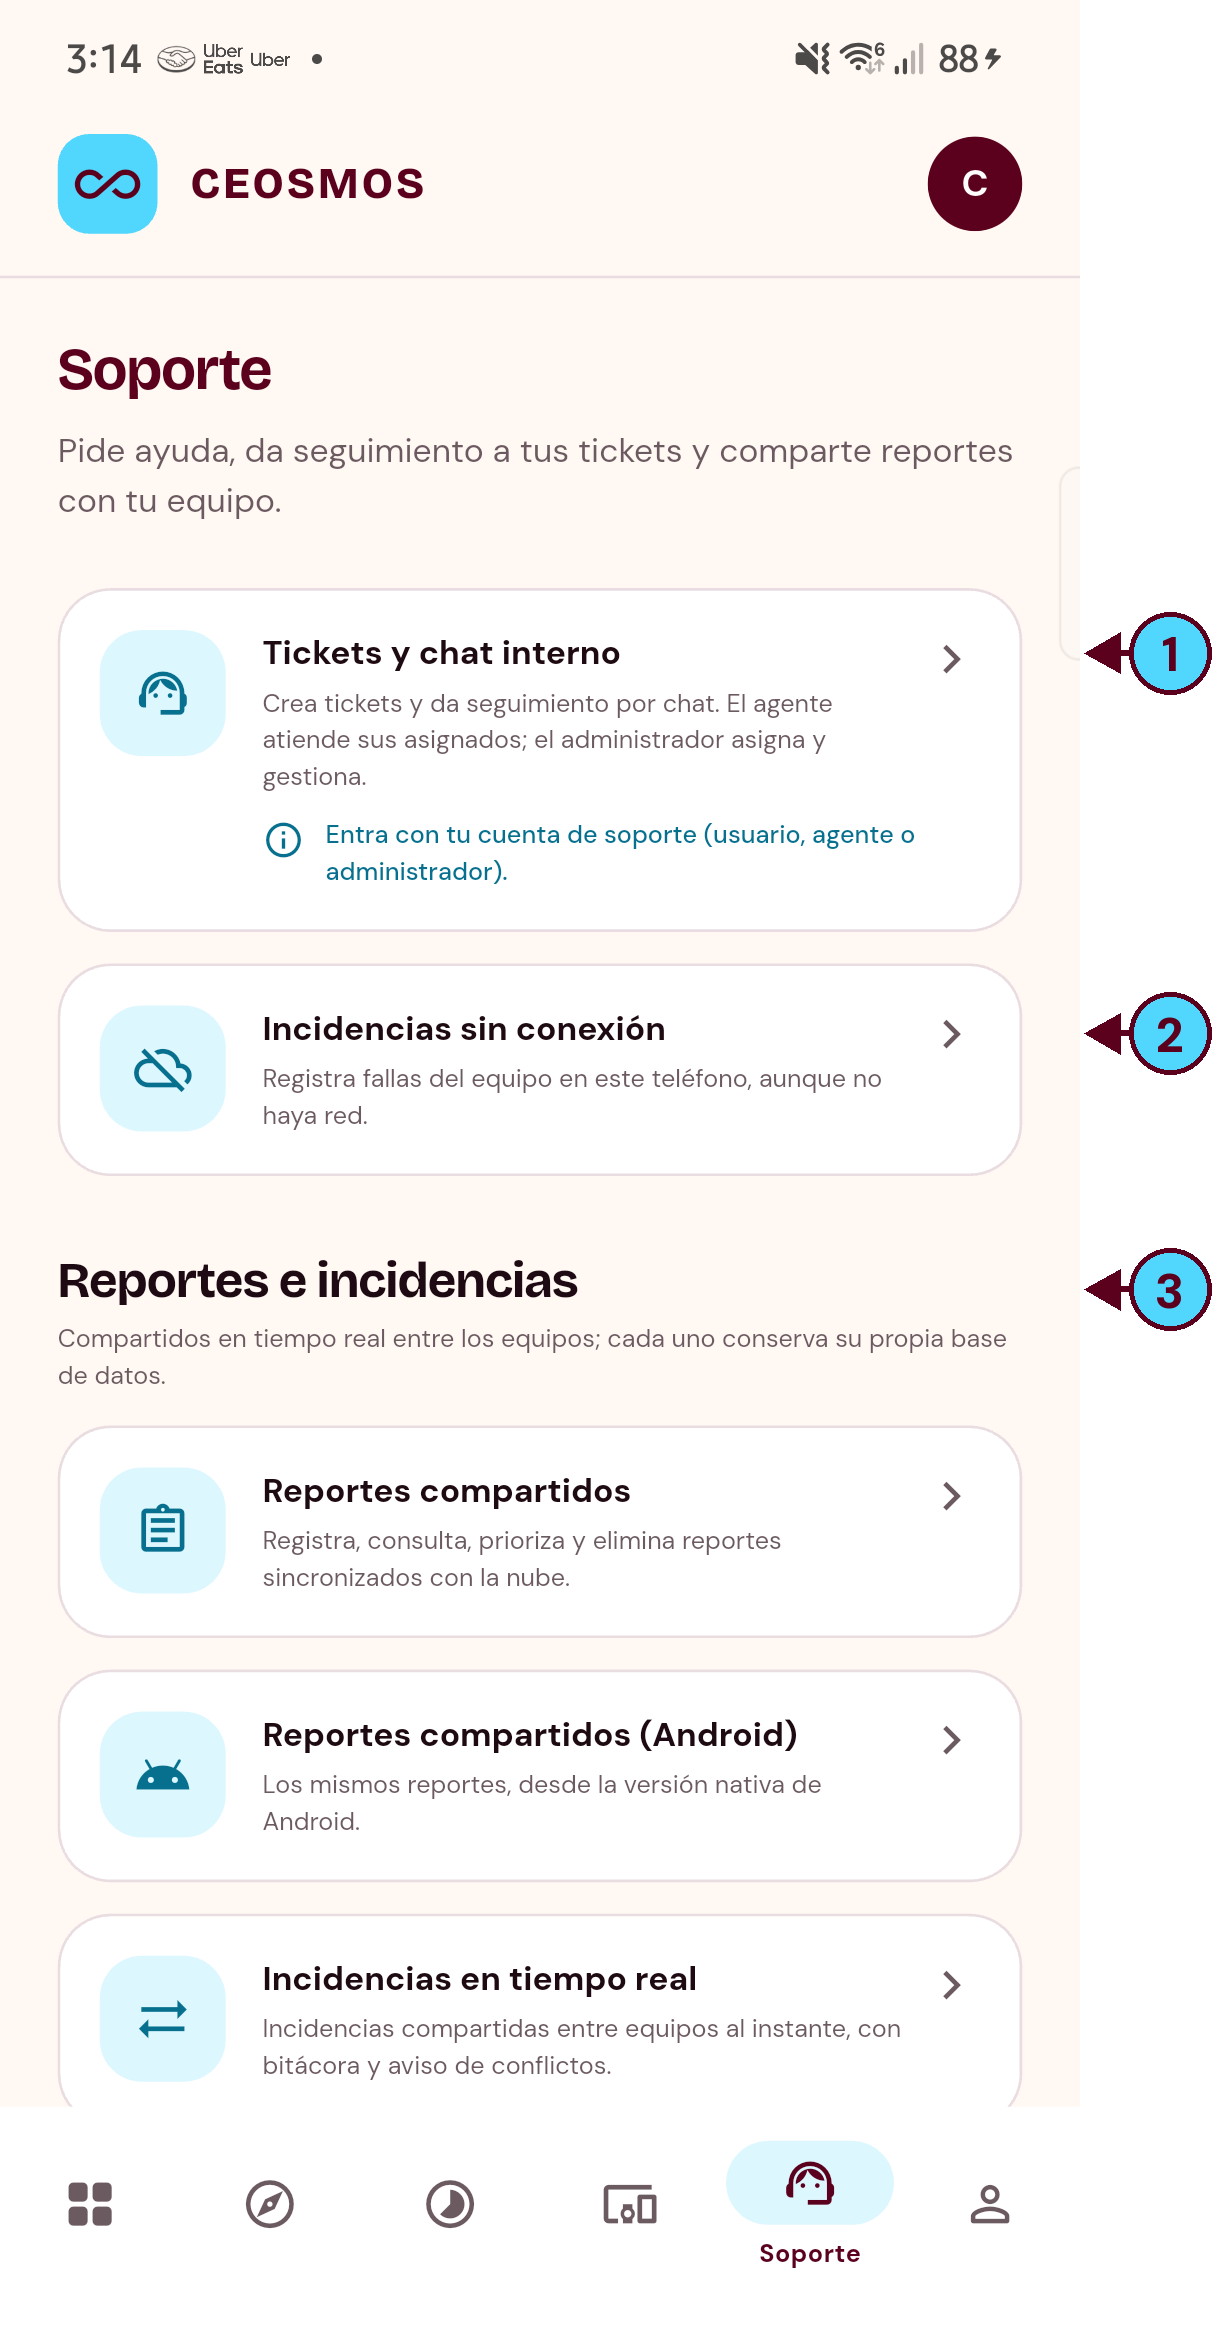 3:14 Uber Eats Uber 6 88
CEOSMOS
C
Soporte
Pide ayuda, da seguimiento a tus tickets y comparte reportes
con tu equipo.
Tickets y chat interno
1
Crea tickets y da seguimiento por chat. El agente
atiende sus asignados; el administrador asigna y
gestiona.
Entra con tu cuenta de soporte (usuario, agente o
administrador).
Incidencias sin conexión
2
Registra fallas del equipo en este teléfono, aunque no
haya red.
Reportes e incidencias
3
Compartidos en tiempo real entre los equipos; cada uno conserva su propia base
de datos.
Reportes compartidos
Registra, consulta, prioriza y elimina reportes
sincronizados con la nube.
Reportes compartidos (Android)
Los mismos reportes, desde la versión nativa de
Android.
Incidencias en tiempo real
Incidencias compartidas entre equipos al instante, con
bitácora y aviso de conflictos.
Soporte